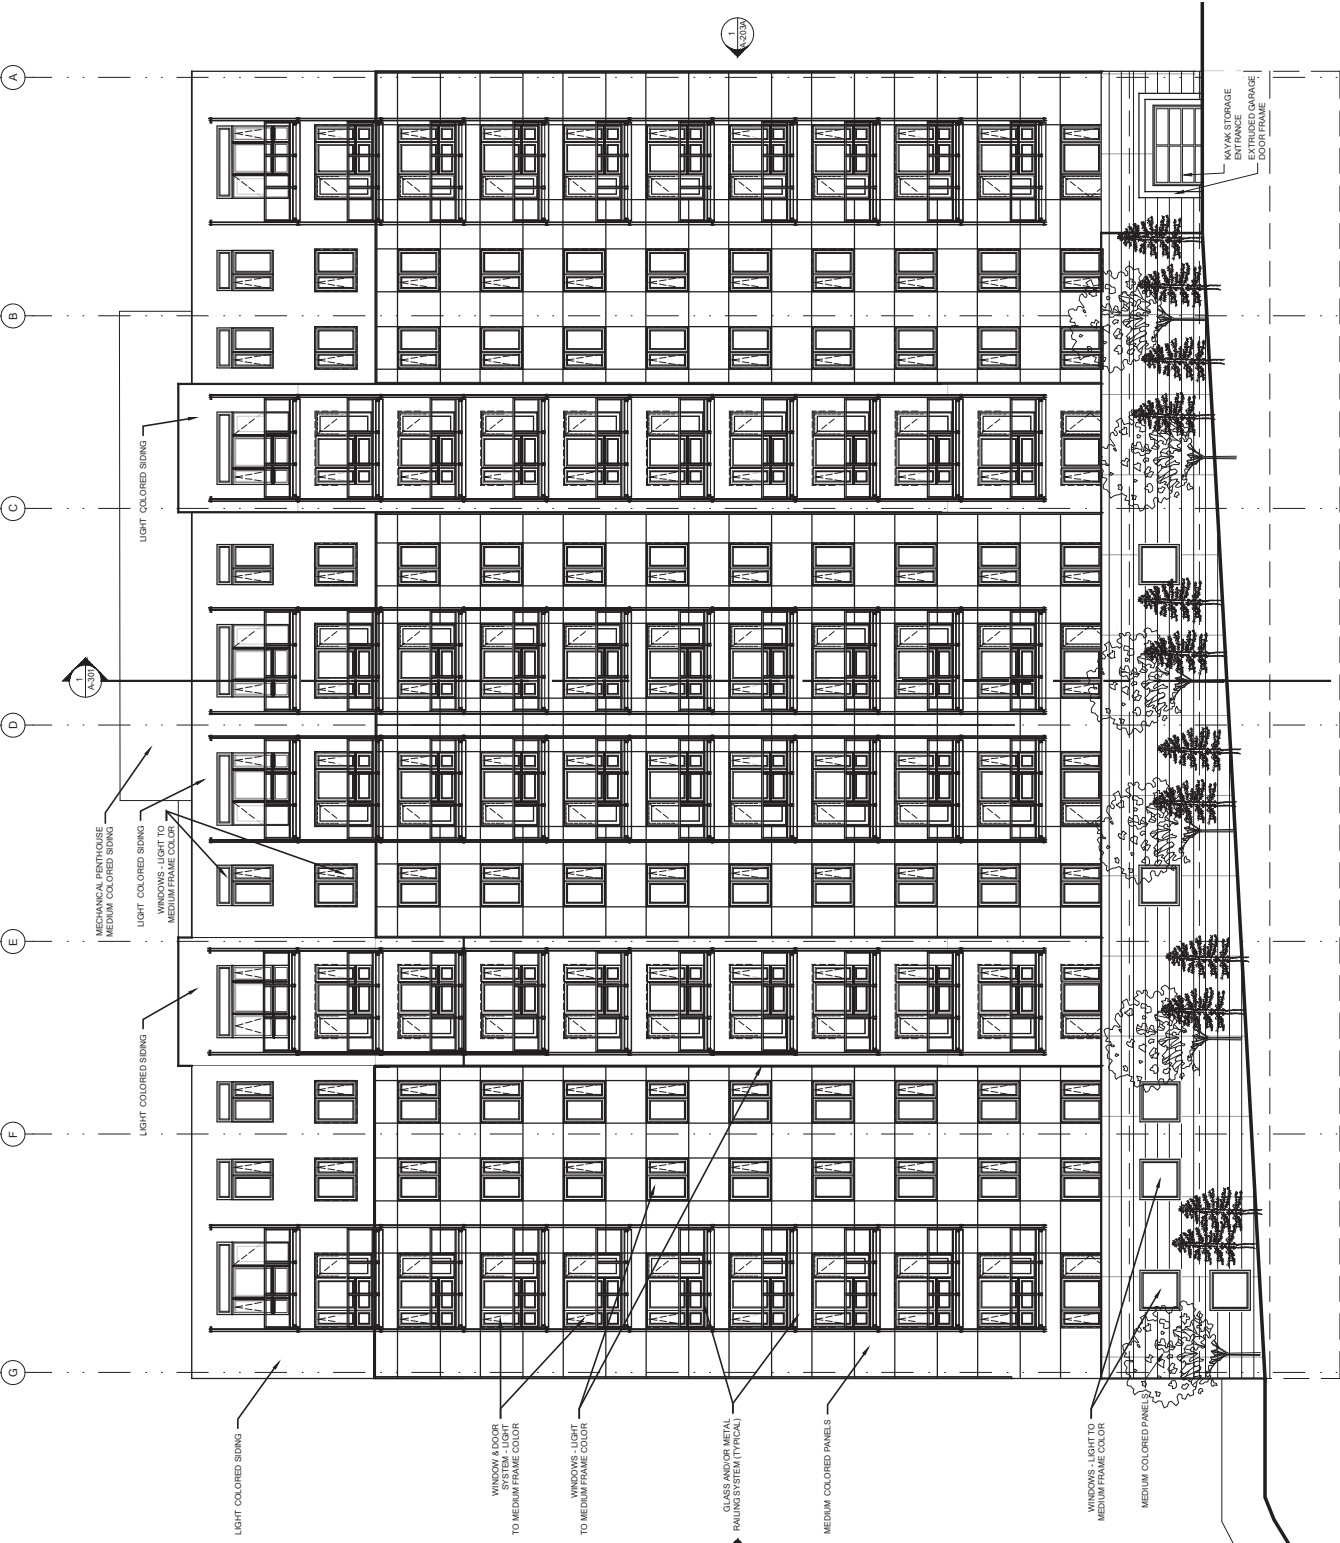 G
F
E
D
C
B
A
1
A-301
MECHANICAL PENTHOUSE
MEDIUM COLORED SIDING
LIGHT COLORED SIDING
LIGHT COLORED SIDING
WINDOWS - LIGHT TO
MEDIUM FRAME COLOR
LIGHT COLORED SIDING
LIGHT COLORED SIDING
WINDOW & DOOR
SYSTEM - LIGHT
TO MEDIUM FRAME COLOR
WINDOWS - LIGHT
TO MEDIUM FRAME COLOR
GLASS AND/OR METAL
RAILING SYSTEM (TYPICAL)
1
A-203A
MEDIUM COLORED PANELS
WINDOWS - LIGHT TO
MEDIUM FRAME COLOR
MEDIUM COLORED PANELS
KAYAK STORAGE
ENTRANCE
EXTRUDED GARAGE
DOOR FRAME